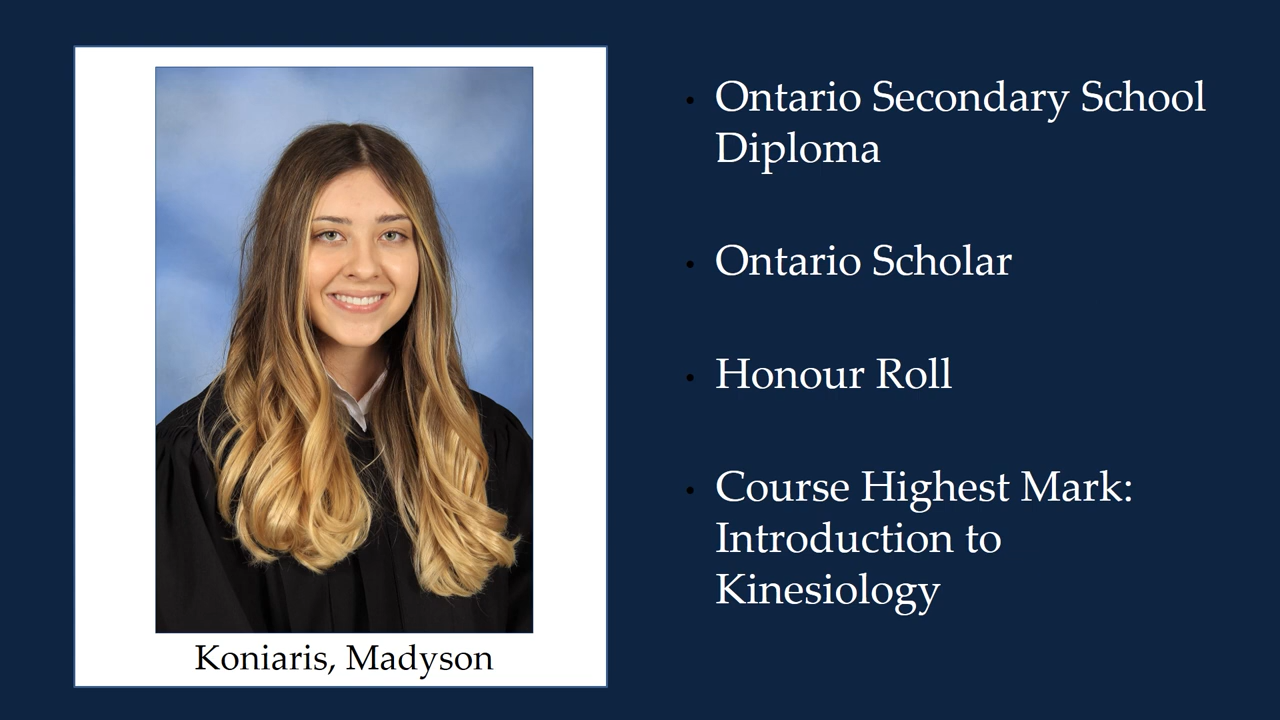 Koniaris, Madyson
• Ontario Secondary School
Diploma
• Ontario Scholar
• Honour Roll
• Course Highest Mark:
Introduction to
Kinesiology